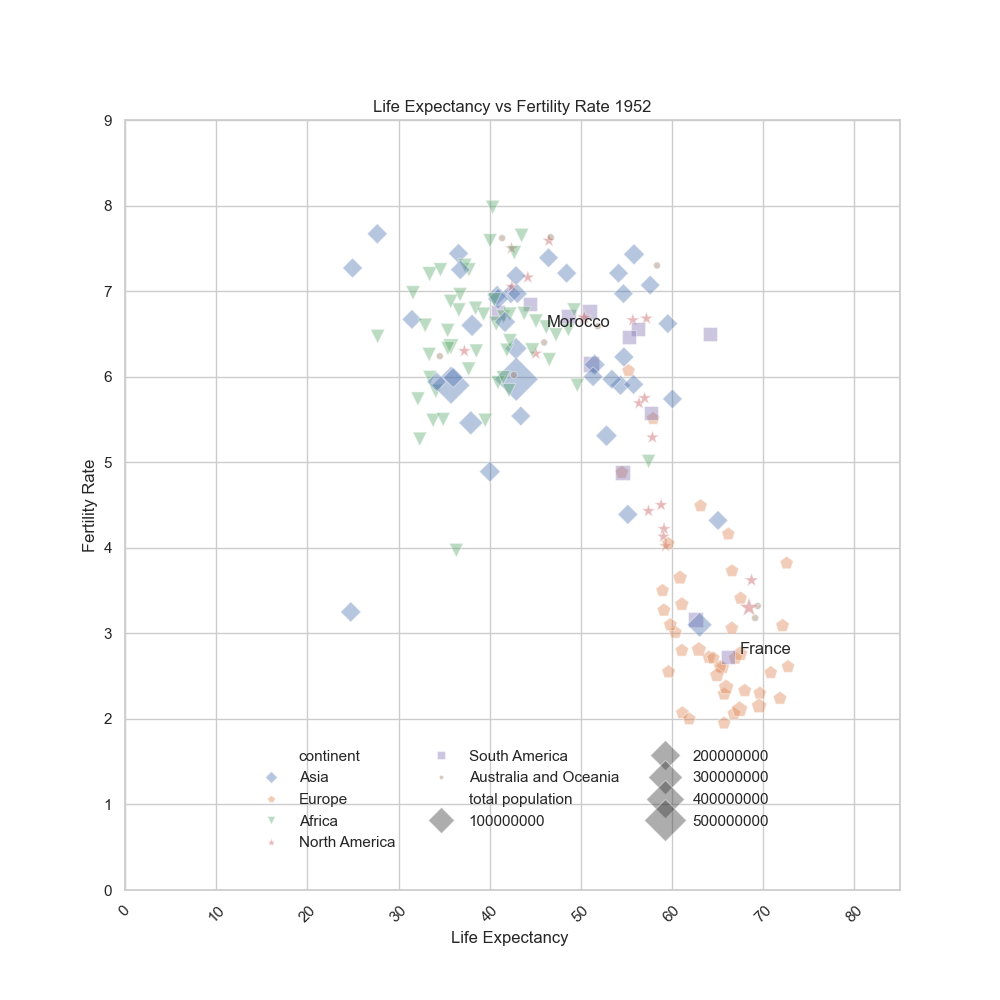 Life Expectancy vs Fertility Rate 1952
9
8
7
6
5
4
3
2
1
0
Fertility Rate
Morocco
France
continent
Asia
Europe
Africa
North America
South America
Australia and Oceania
total population
100000000
200000000
300000000
400000000
500000000
0 10 20 30 40 50 60 70 80
Life Expectancy